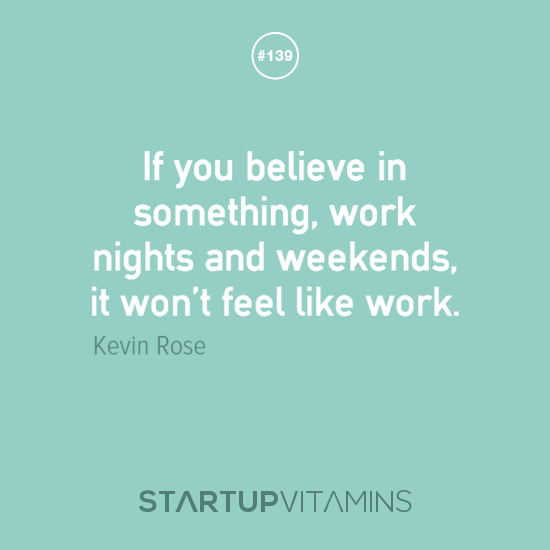 #139
If you believe in
something, work
nights and weekends,
it won't feel like work.
Kevin Rose
STARTUPVITAMINS